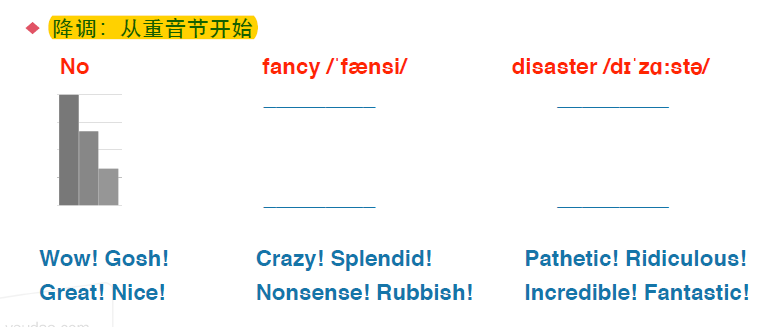 降调：从重音节开始
No fancy /ˈfænsi/ disaster /dɪˈzɑːstə/
Wow! Gosh! Crazy! Splendid! Pathetic! Ridiculous!
Great! Nice! Nonsense! Rubbish! Incredible! Fantastic!